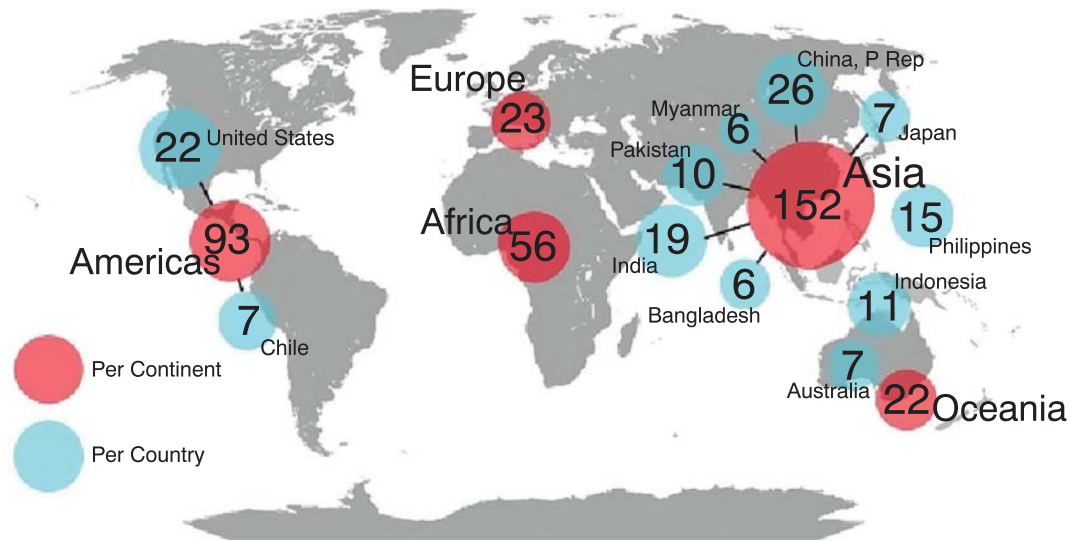 China, P Rep
26
Europe
23
Myanmar
6
7
Japan
22
United States
Pakistan
10
Asia
152
Africa
56
93
Americas
19
India
15
Philippines
6
Bangladesh
Indonesia
11
7
Chile
7
Australia
22
Oceania
Per Continent
Per Country